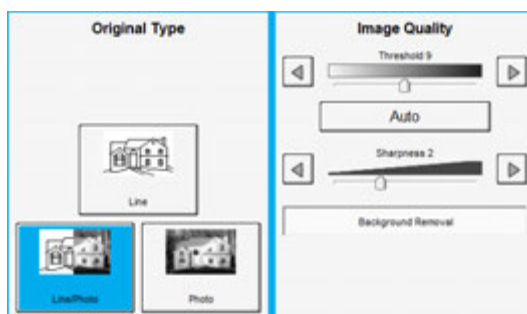 Original Type
Line
Line/Photo
Photo
Image Quality
Threshold 9
Auto
Sharpness 2
Background Removal